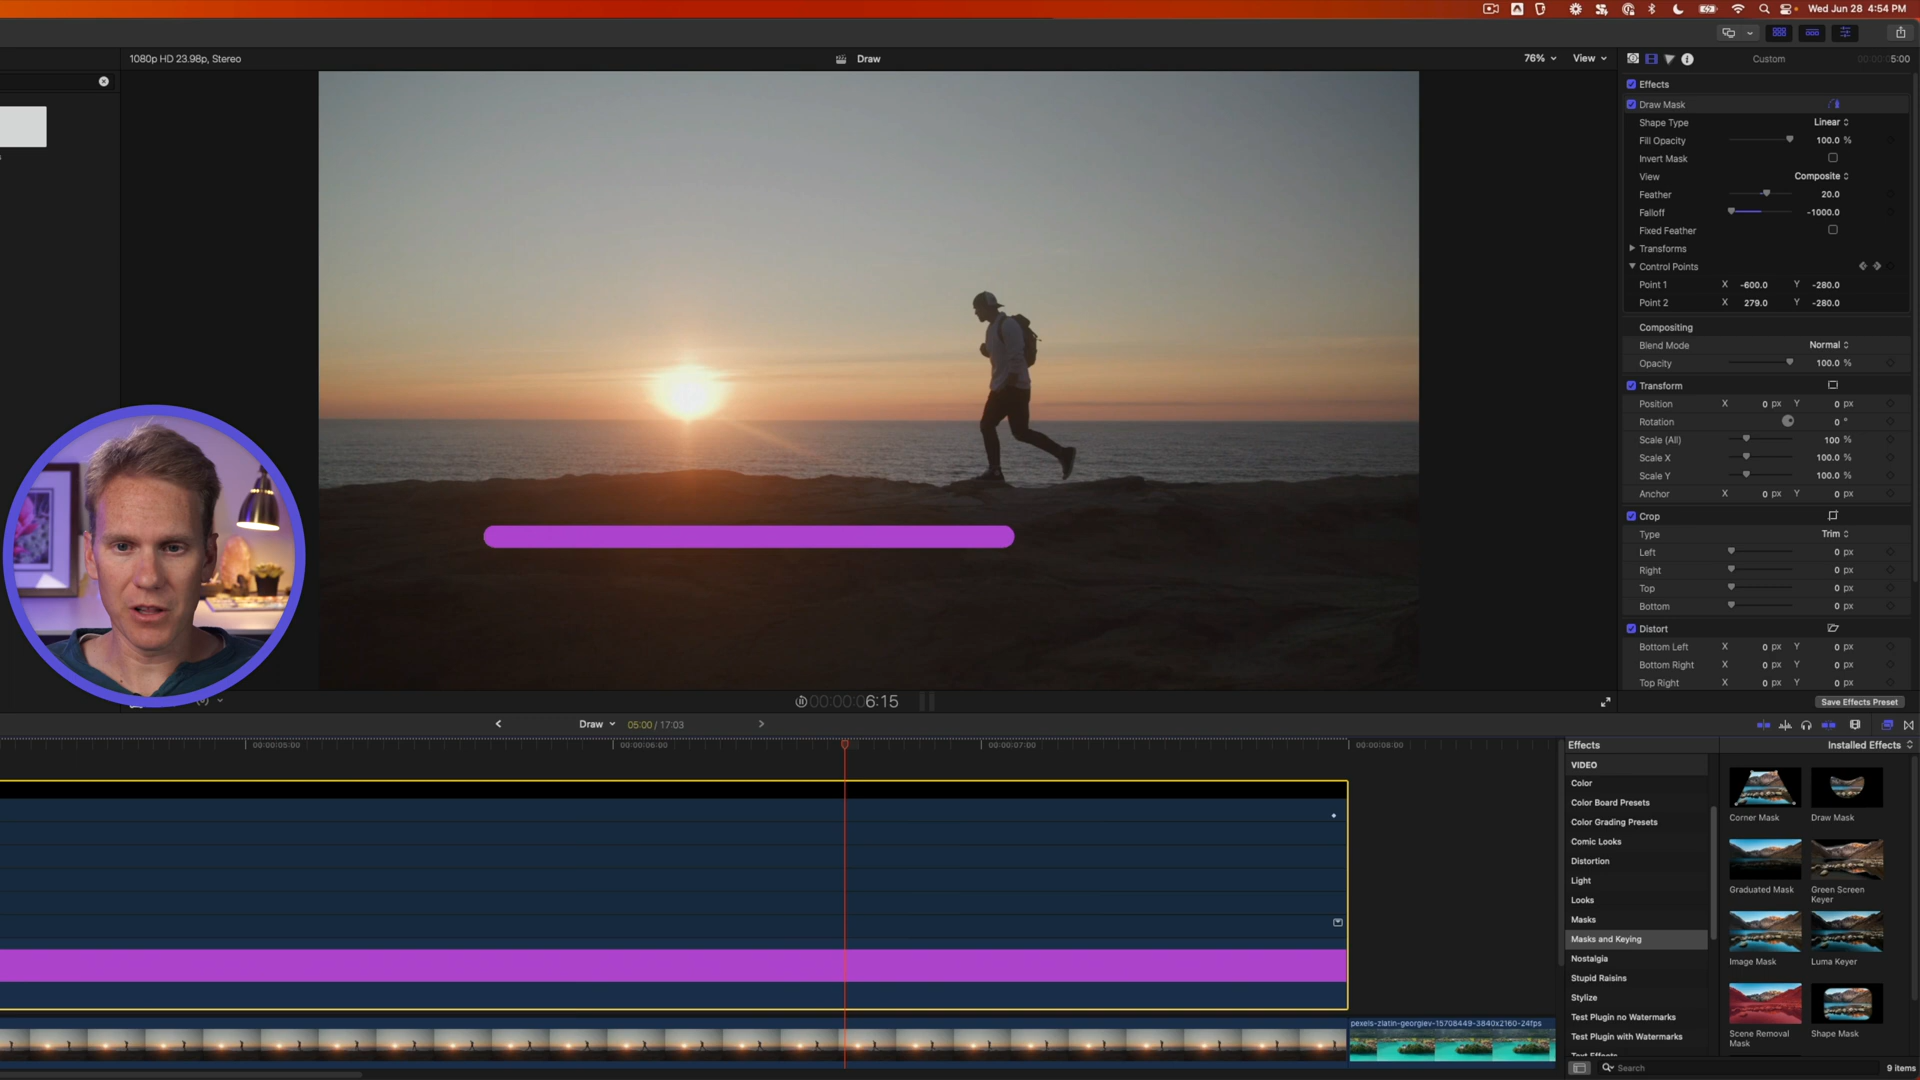 Wed Jun 28 4:54 PM
1080p HD 23.98p, Stereo
Draw
76%
View
Custom
00:00:05:00
Effects
Draw Mask
Shape Type Linear
Fill Opacity 100.0 %
Invert Mask
View Composite
Feather 20.0
Falloff -1000.0
Fixed Feather
Transforms
Control Points
Point 1 X -600.0 Y -280.0
Point 2 X 279.0 Y -280.0
Compositing
Blend Mode Normal
Opacity 100.0 %
Transform
Position X 0 px Y 0 px
Rotation 0 °
Scale (All) 100 %
Scale X 100.0 %
Scale Y 100.0 %
Anchor X 0 px Y 0 px
Crop
Type Trim
Left 0 px
Right 0 px
Top 0 px
Bottom 0 px
Distort
Bottom Left X 0 px Y 0 px
Bottom Right X 0 px Y 0 px
Top Right X 0 px Y 0 px
Save Effects Preset
00:00:06:15
Draw
05:00 / 17:03
00:00:05:00
00:00:06:00
00:00:07:00
00:00:08:00
pexels-zlatin-georgiev-15708449-3840x2160-24fps
Effects
Installed Effects
VIDEO
Color
Color Board Presets
Color Grading Presets
Comic Looks
Distortion
Light
Looks
Masks
Masks and Keying
Nostalgia
Stupid Raisins
Stylize
Test Plugin no Watermarks
Test Plugin with Watermarks
Text Effects
Corner Mask
Draw Mask
Graduated Mask
Green Screen
Keyer
Image Mask
Luma Keyer
Scene Removal
Mask
Shape Mask
Search
9 items